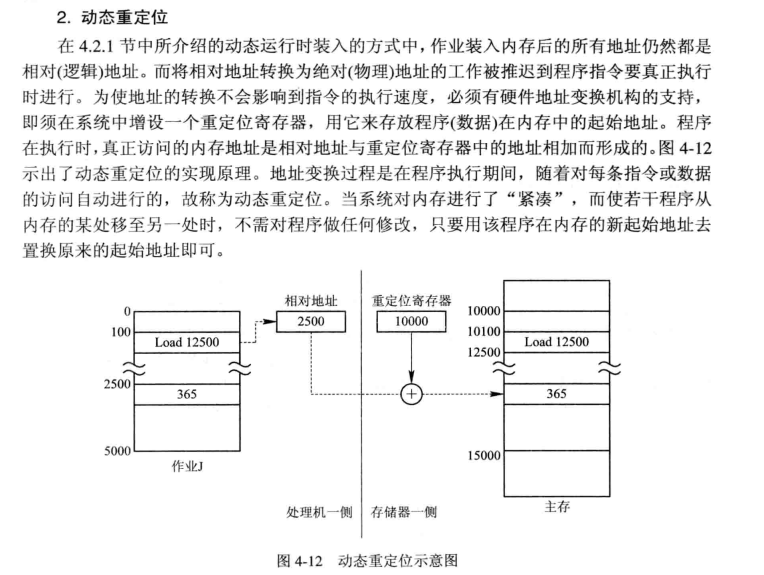 2. 动态重定位
在 4.2.1 节中所介绍的动态运行时装入的方式中，作业装入内存后的所有地址仍然都是
相对(逻辑)地址。而将相对地址转换为绝对(物理)地址的工作被推迟到程序指令要真正执行
时进行。为使地址的转换不会影响到指令的执行速度，必须有硬件地址变换机构的支持，
即须在系统中增设一个重定位寄存器，用它来存放程序(数据)在内存中的起始地址。程序
在执行时，真正访问的内存地址是相对地址与重定位寄存器中的地址相加而形成的。图 4-12
示出了动态重定位的实现原理。地址变换过程是在程序执行期间，随着对每条指令或数据
的访问自动进行的，故称为动态重定位。当系统对内存进行了“紧凑”，而使若干程序从
内存的某处移至另一处时，不需对程序做任何修改，只要用该程序在内存的新起始地址去
置换原来的起始地址即可。
0
100
Load 12500
2500
365
5000
作业J
相对地址
2500
重定位寄存器
10000
+
处理机一侧
存储器一侧
10000
10100
Load 12500
12500
365
15000
主存
图 4-12 动态重定位示意图